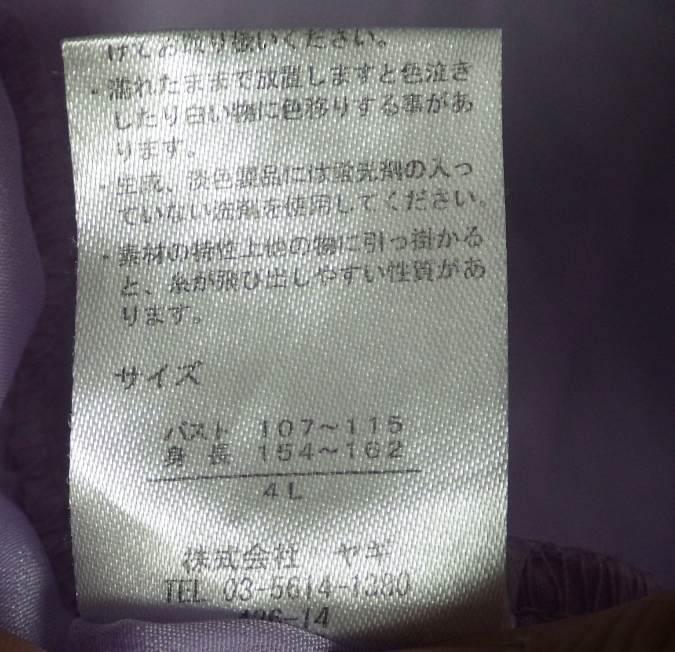 けてお取り扱いください。
・濡れたままで放置しますと色泣き
したり白い物に色移りする事があ
ります。
・生成、淡色製品には蛍光剤の入っ
ていない洗剤を使用してください。
・素材の特性上他の物に引っ掛かる
と、糸が飛び出しやすい性質があ
ります。
サイズ
バスト 107~115
身長 154~162
4L
株式会社 ヤギ
TEL 03-5614-1380
426-14